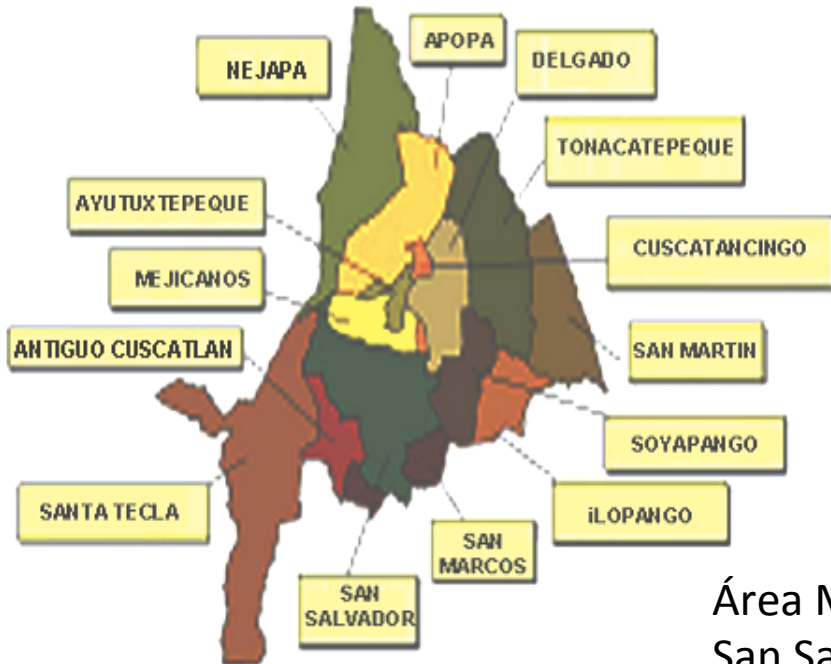 APOPA
DELGADO
NEJAPA
TONACATEPEQUE
AYUTUXTEPEQUE
CUSCATANCINGO
MEJICANOS
ANTIGUO CUSCATLAN
SAN MARTIN
SOYAPANGO
SANTA TECLA
iLOPANGO
SAN
MARCOS
SAN
SALVADOR
Área M
San Sa